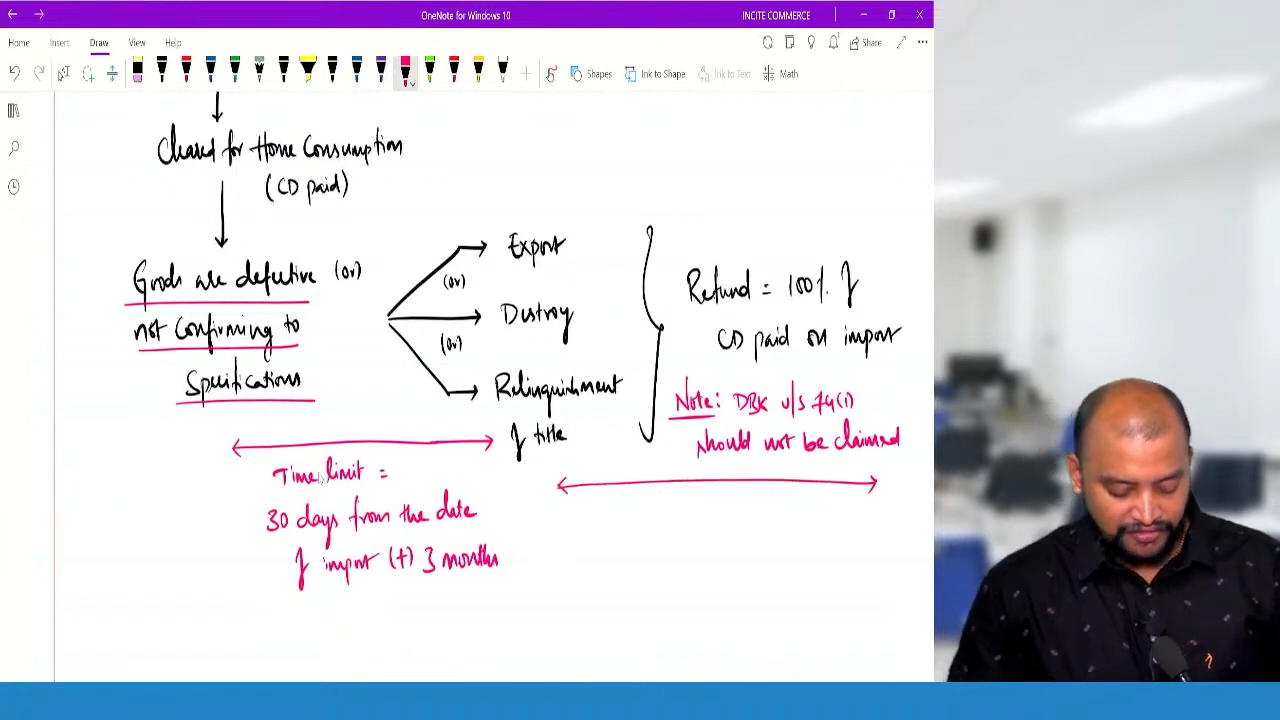 OneNote for Windows 10
INCITE COMMERCE
Home Insert Draw View Help
Share
Shapes Ink to Shape Ink to Text Math
Cleared for Home Consumption
(CD paid)
Goods are defective (or)
not Confirming to
Specifications
Export
(or)
Destroy
(or)
Relinquishment
of title
Refund = 100% of
CD paid on import
Note: DBK u/s 74(1)
should not be claimed
Time limit =
30 days from the date
of import (+) 3 months